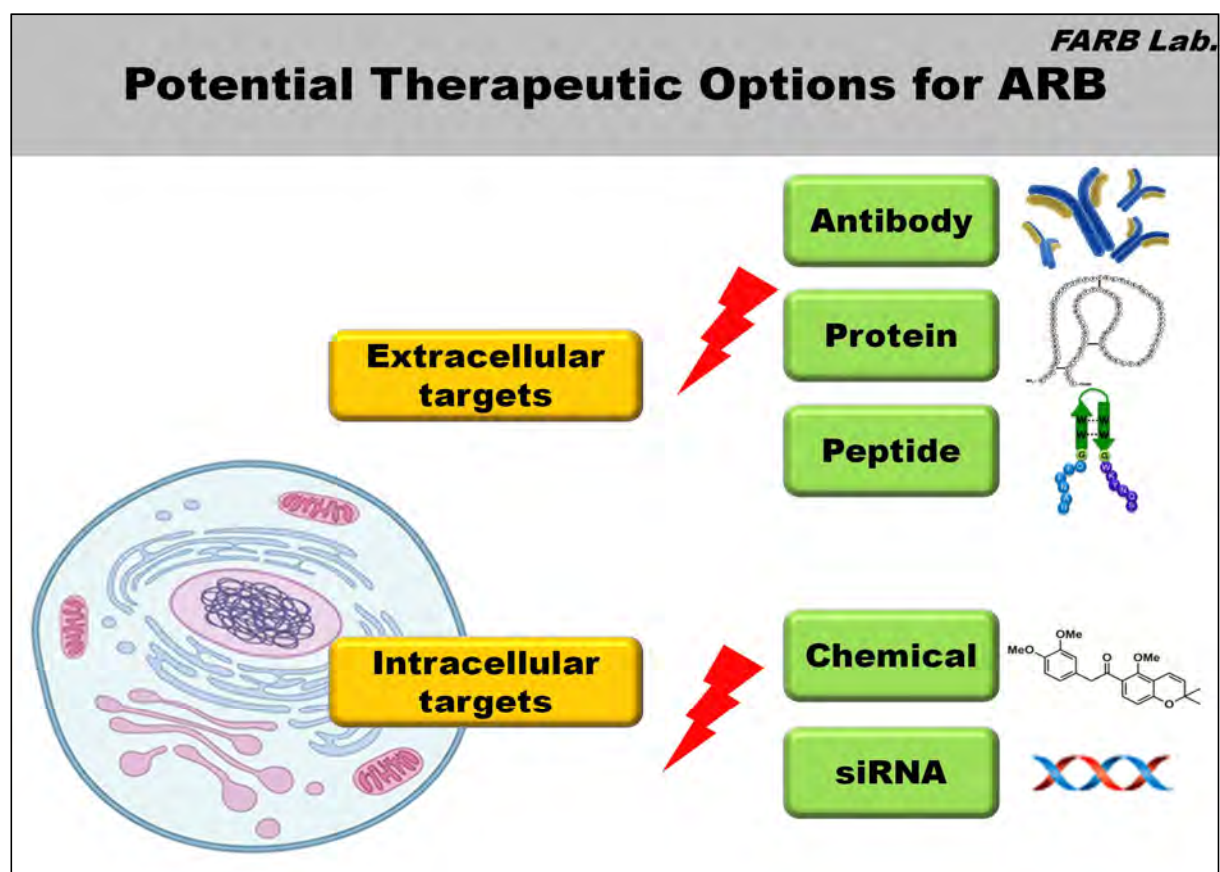 FARB Lab.
Potential Therapeutic Options for ARB
Antibody
Protein
Extracellular
targets
Peptide
W W
W W
G G
Intracellular
targets
Chemical
OMe
MeO
O
OMe
O
siRNA